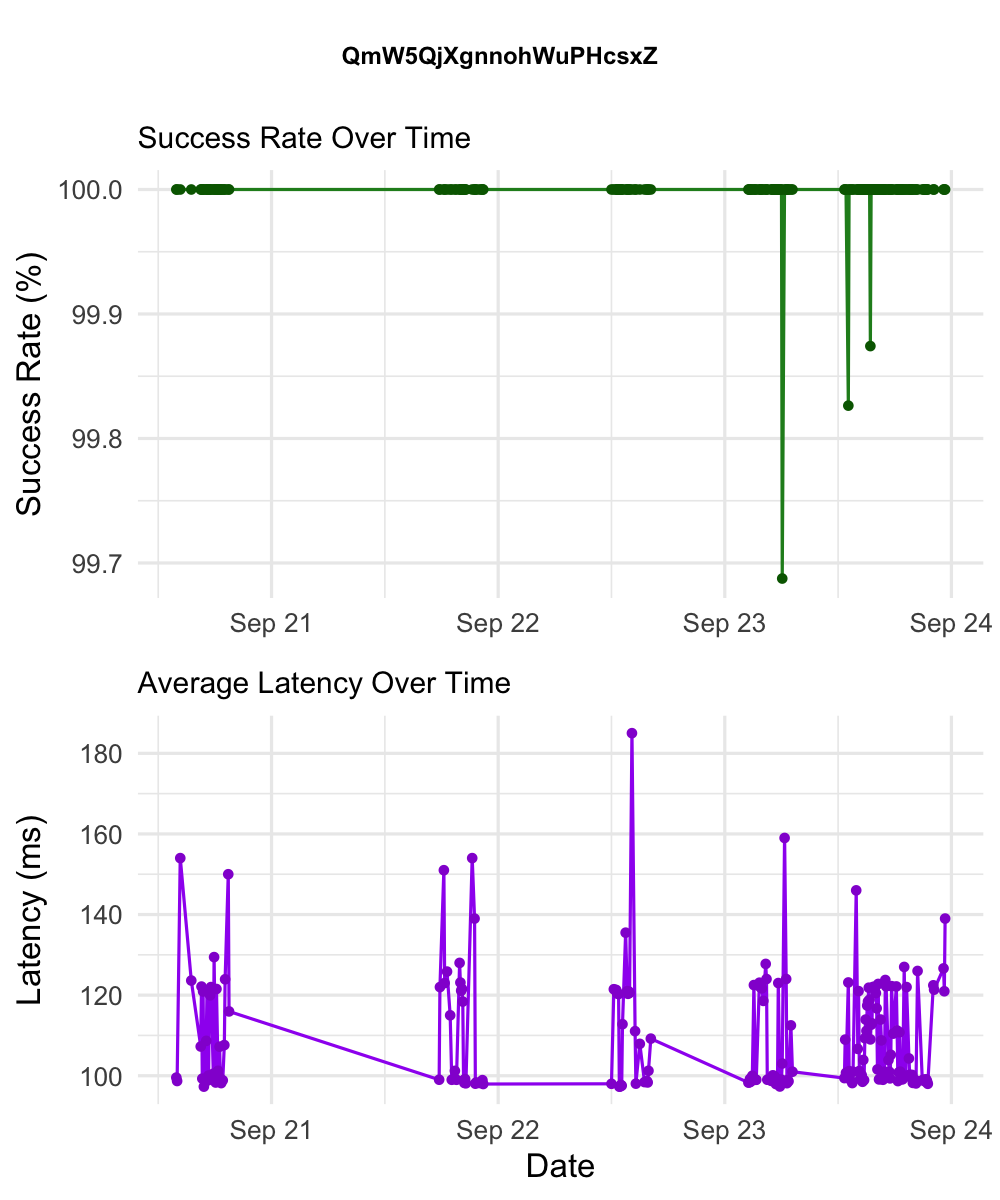 QmW5QjXgnnohWuPHcsxZ
Success Rate Over Time
100.0
99.9
99.8
99.7
Success Rate (%)
Sep 21 Sep 22 Sep 23 Sep 24
Average Latency Over Time
180
160
140
120
100
Latency (ms)
Sep 21 Sep 22 Sep 23 Sep 24
Date